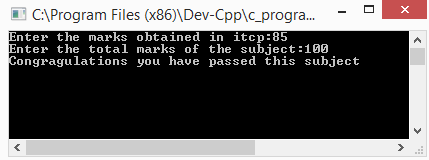 C:\Program Files (x86)\Dev-Cpp\c_progra...
Enter the marks obtained in itcp:85
Enter the total marks of the subject:100
Congragulations you have passed this subject